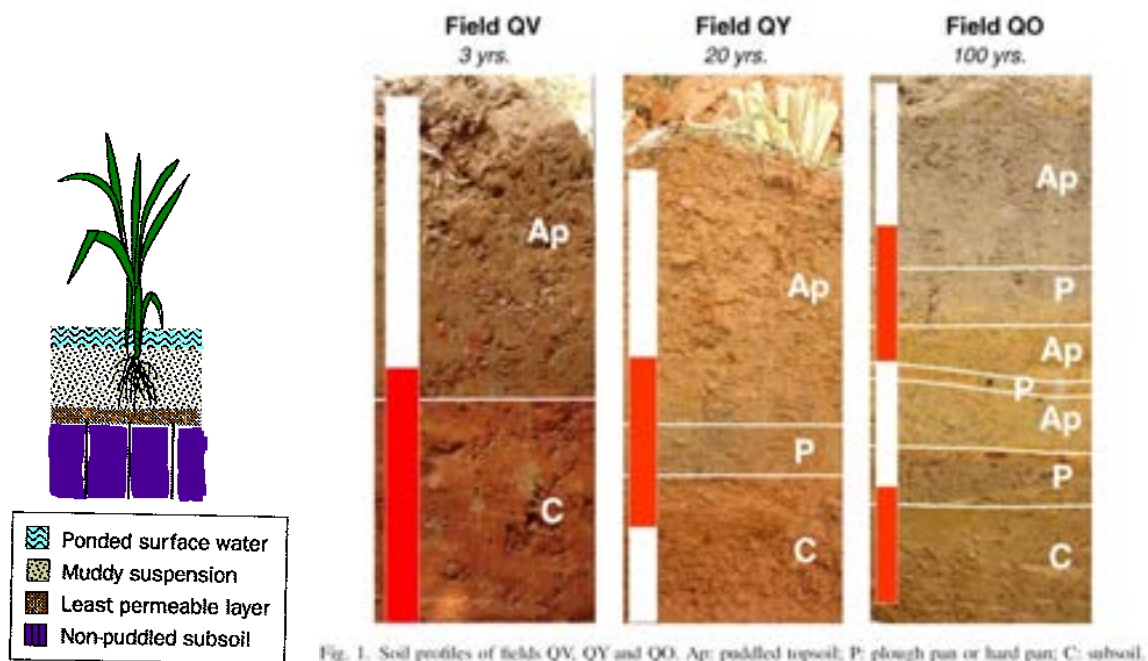 Field QV
3 yrs.
Ap
C
Field QY
20 yrs.
Ap
P
C
Field QO
100 yrs.
Ap
P
Ap
P
Ap
P
C
Ponded surface water
Muddy suspension
Least permeable layer
Non-puddled subsoil
Fig. 1. Soil profiles of fields QV, QY and QO. Ap: puddled topsoil; P: plough pan or hard pan; C: subsoil